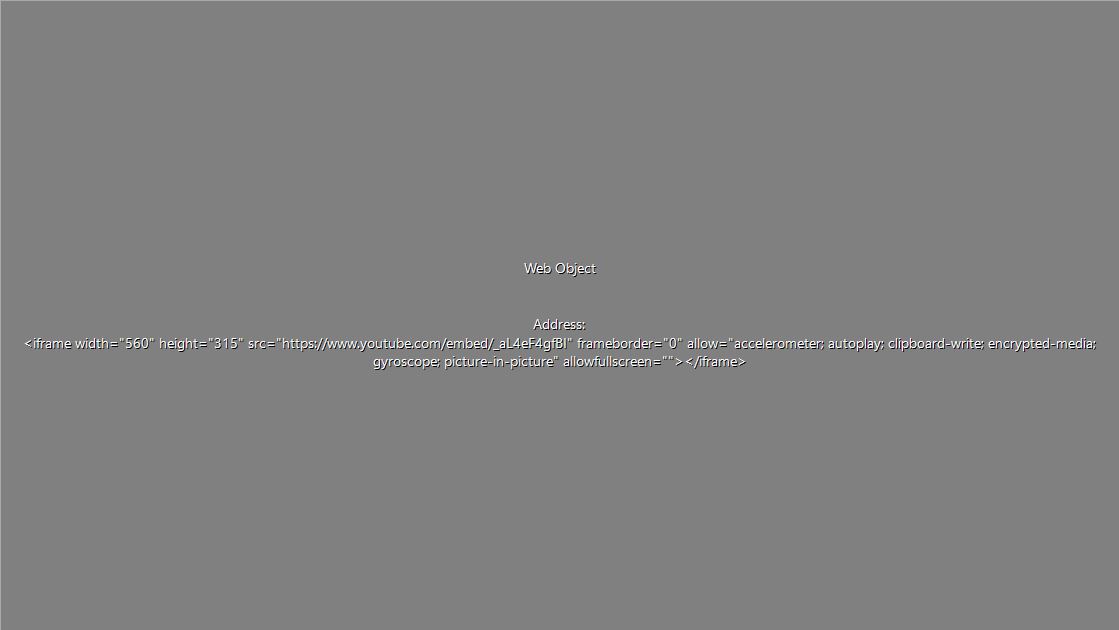 Web Object
Address:
<iframe width="560" height="315" src="https://www.youtube.com/embed/_aL4eF4gfBI" frameborder="0" allow="accelerometer; autoplay; clipboard-write; encrypted-media;
gyroscope; picture-in-picture" allowfullscreen=""></iframe>